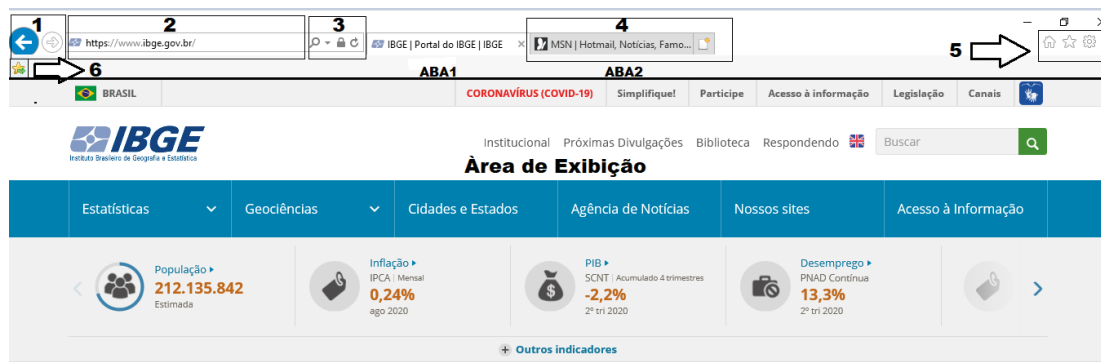 1 2 3 4
https://www.ibge.gov.br/ IBGE | Portal do IBGE | IBGE MSN | Hotmail, Notícias, Famo...
5
6 ABA1 ABA2
BRASIL CORONAVÍRUS (COVID-19) Simplifique! Participe Acesso à informação Legislação Canais
IBGE
Instituto Brasileiro de Geografia e Estatística
Institucional Próximas Divulgações Biblioteca Respondendo Buscar
Àrea de Exibição
Estatísticas Geociências Cidades e Estados Agência de Notícias Nossos sites Acesso à Informação
População
212.135.842
Estimada
Inflação
IPCA | Mensal
0,24%
ago 2020
PIB
SCNT | Acumulado 4 trimestres
-2,2%
2º tri 2020
Desemprego
PNAD Contínua
13,3%
2º tri 2020
Outros indicadores